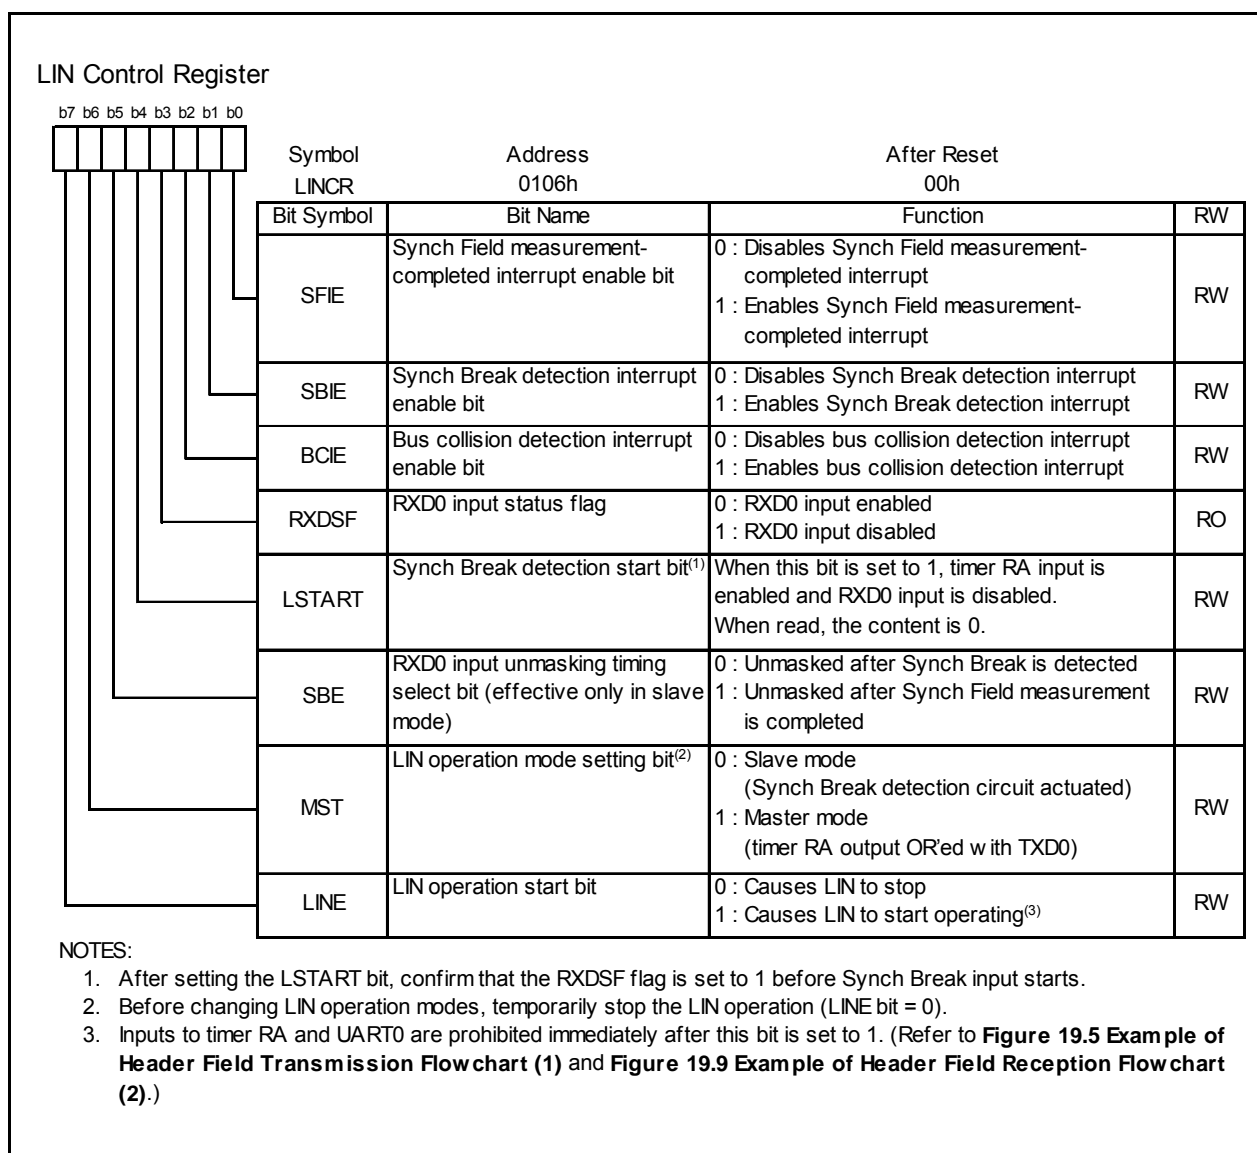 LIN Control Register
b7 b6 b5 b4 b3 b2 b1 b0
Symbol Address After Reset
LINCR 0106h 00h
Bit Symbol Bit Name Function RW
SFIE
Synch Field measurement-
completed interrupt enable bit
0 : Disables Synch Field measurement-
completed interrupt
1 : Enables Synch Field measurement-
completed interrupt
RW
SBIE
Synch Break detection interrupt
enable bit
0 : Disables Synch Break detection interrupt
1 : Enables Synch Break detection interrupt
RW
BCIE
Bus collision detection interrupt
enable bit
0 : Disables bus collision detection interrupt
1 : Enables bus collision detection interrupt
RW
RXDSF
RXD0 input status flag
0 : RXD0 input enabled
1 : RXD0 input disabled
RO
LSTART
Synch Break detection start bit(1)
When this bit is set to 1, timer RA input is
enabled and RXD0 input is disabled.
When read, the content is 0.
RW
SBE
RXD0 input unmasking timing
select bit (effective only in slave
mode)
0 : Unmasked after Synch Break is detected
1 : Unmasked after Synch Field measurement
is completed
RW
MST
LIN operation mode setting bit(2)
0 : Slave mode
(Synch Break detection circuit actuated)
1 : Master mode
(timer RA output OR'ed with TXD0)
RW
LINE
LIN operation start bit
0 : Causes LIN to stop
1 : Causes LIN to start operating(3)
RW
NOTES:
1. After setting the LSTART bit, confirm that the RXDSF flag is set to 1 before Synch Break input starts.
2. Before changing LIN operation modes, temporarily stop the LIN operation (LINE bit = 0).
3. Inputs to timer RA and UART0 are prohibited immediately after this bit is set to 1. (Refer to Figure 19.5 Example of
Header Field Transmission Flowchart (1) and Figure 19.9 Example of Header Field Reception Flowchart
(2).)